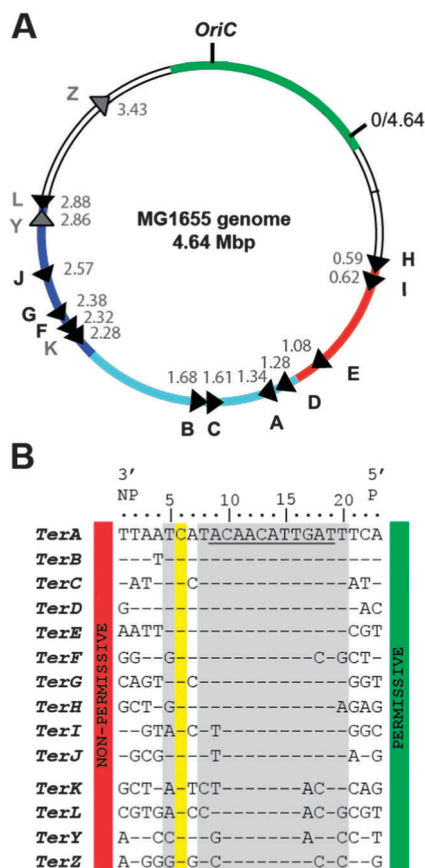 A
OriC
0/4.64
Z
3.43
L
2.88
Y
2.86
MG1655 genome
4.64 Mbp
0.59
H
0.62
I
J
2.57
G
2.38
F
2.32
K
2.28
1.08
E
1.28
D
1.34
A
1.68
1.61
B
C
B
3′ 5′
NP 5 10 15 20 P
TerA TTAATCATACAACATTGATTTCA
TerB ---T-------------------
TerC -AT---C-------------AT-
TerD G--------------------AC
TerE AATT----------------CGT
TerF GG--G------------C-GCT-
TerG CAGT--C-------------GGT
TerH GCT-G--------------AGAG
TerI --GTA-C-T-----------GGC
TerJ -GCG----T-----------A-G
TerK GCT-A-TCT-------AC--CAG
TerL CGTGA-CC--------AC-GCGT
TerY A--CC---G--------A-CC-T
TerZ A-GGG-G-C--------C-C--G
NON-PERMISSIVE
PERMISSIVE